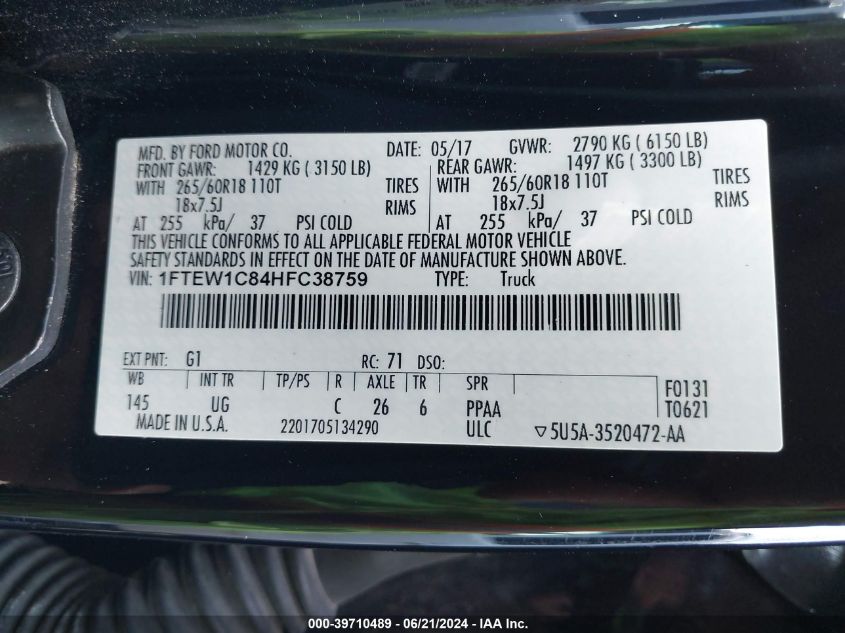 MFD. BY FORD MOTOR CO. DATE: 05/17 GVWR: 2790 KG ( 6150 LB)
FRONT GAWR: 1429 KG ( 3150 LB) REAR GAWR: 1497 KG ( 3300 LB)
WITH 265/60R18 110T TIRES WITH 265/60R18 110T TIRES
18x7.5J RIMS 18x7.5J RIMS
AT 255 kPa/ 37 PSI COLD AT 255 kPa/ 37 PSI COLD
THIS VEHICLE CONFORMS TO ALL APPLICABLE FEDERAL MOTOR VEHICLE
SAFETY STANDARDS IN EFFECT ON THE DATE OF MANUFACTURE SHOWN ABOVE.
VIN: 1FTEW1C84HFC38759 TYPE: Truck
EXT PNT: G1 RC: 71 DSO:
WB INT TR TP/PS R AXLE TR SPR F0131
145 UG C 26 6 PPAA T0621
MADE IN U.S.A. 2201705134290 ULC ▽5U5A-3520472-AA
000-39710489 - 06/21/2024 - IAA Inc.